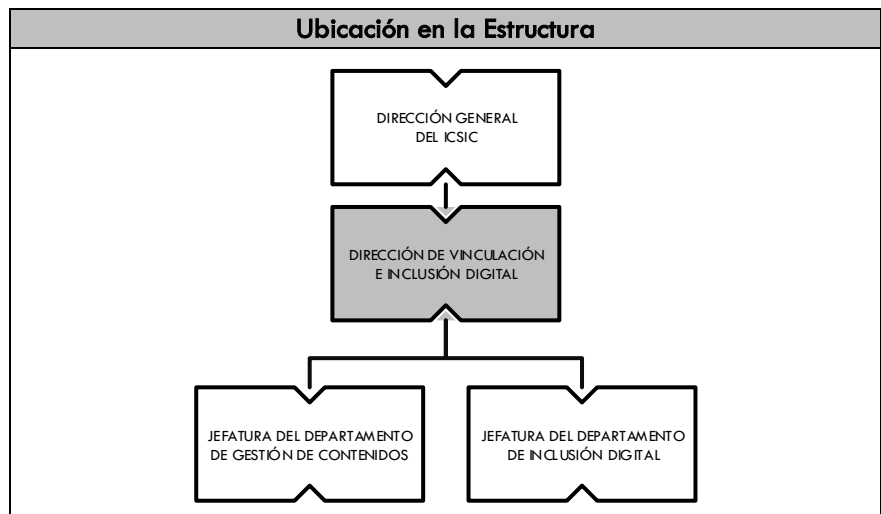 Ubicación en la Estructura
DIRECCIÓN GENERAL
DEL ICSIC
DIRECCIÓN DE VINCULACIÓN
E INCLUSIÓN DIGITAL
JEFATURA DEL DEPARTAMENTO
DE GESTIÓN DE CONTENIDOS
JEFATURA DEL DEPARTAMENTO
DE INCLUSIÓN DIGITAL